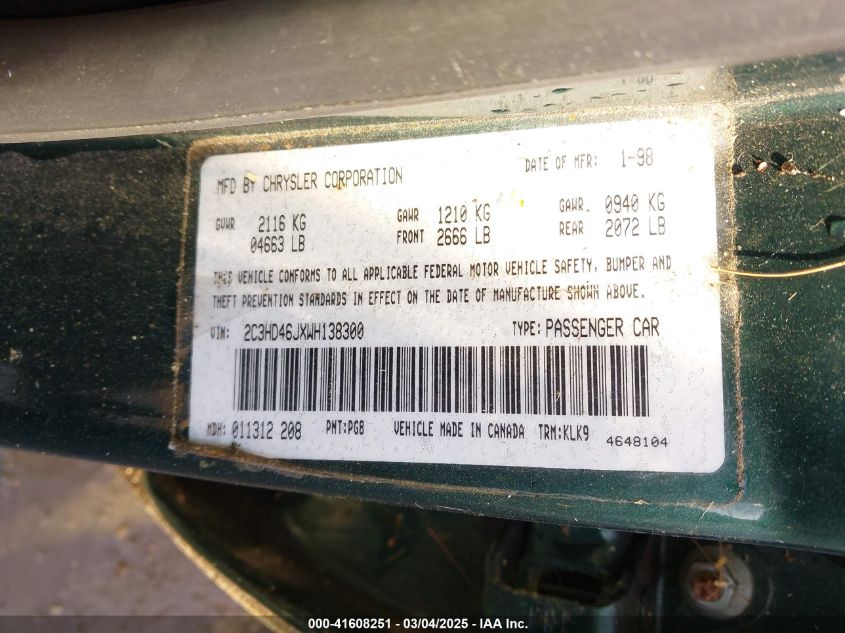 MFD BY CHRYSLER CORPORATION DATE OF MFR: 1-98
GVWR 2116 KG GAWR 1210 KG GAWR 0940 KG
04663 LB FRONT 2666 LB REAR 2072 LB
THIS VEHICLE CONFORMS TO ALL APPLICABLE FEDERAL MOTOR VEHICLE SAFETY, BUMPER AND
THEFT PREVENTION STANDARDS IN EFFECT ON THE DATE OF MANUFACTURE SHOWN ABOVE.
VIN: 2C3HD46JXWH138300 TYPE: PASSENGER CAR
MDH: 011312 208 PNT:PG8 VEHICLE MADE IN CANADA TRM:KLK9 4648104
000-41608251 - 03/04/2025 - IAA Inc.